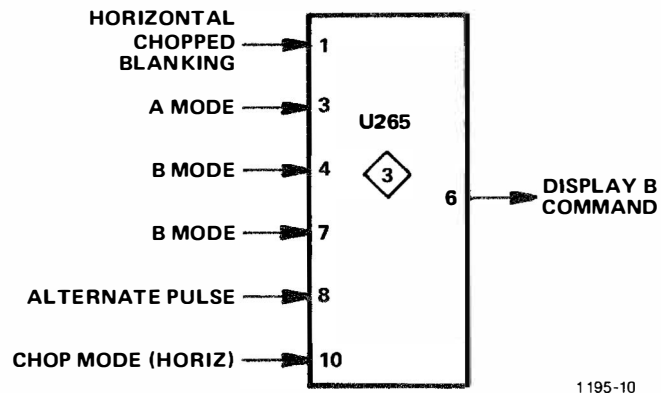 HORIZONTAL
CHOPPED
BLANKING
1
A MODE
3
U265
B MODE
4
3
6
DISPLAY B
COMMAND
B MODE
7
ALTERNATE PULSE
8
CHOP MODE (HORIZ)
10
1195-10